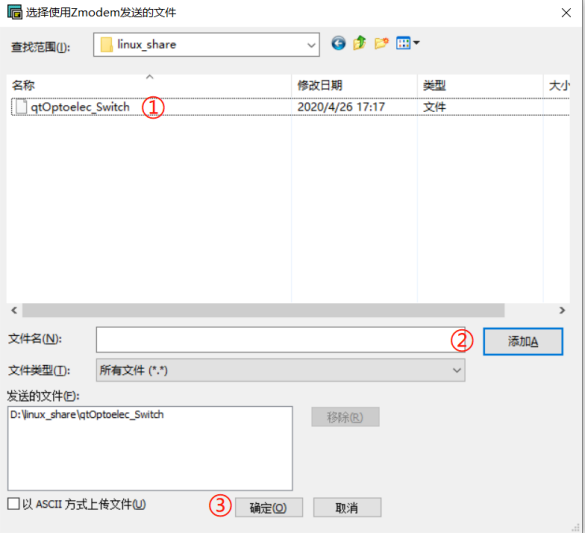 选择使用Zmodem发送的文件
查找范围(I):
linux_share
名称
修改日期
类型
大小
qtOptoelec_Switch
①
2020/4/26 17:17
文件
文件名(N):
②
添加A
文件类型(T):
所有文件 (*.*)
发送的文件(F):
D:\linux_share\qtOptoelec_Switch
移除(R)
以 ASCII 方式上传文件(U)
③
确定(O)
取消